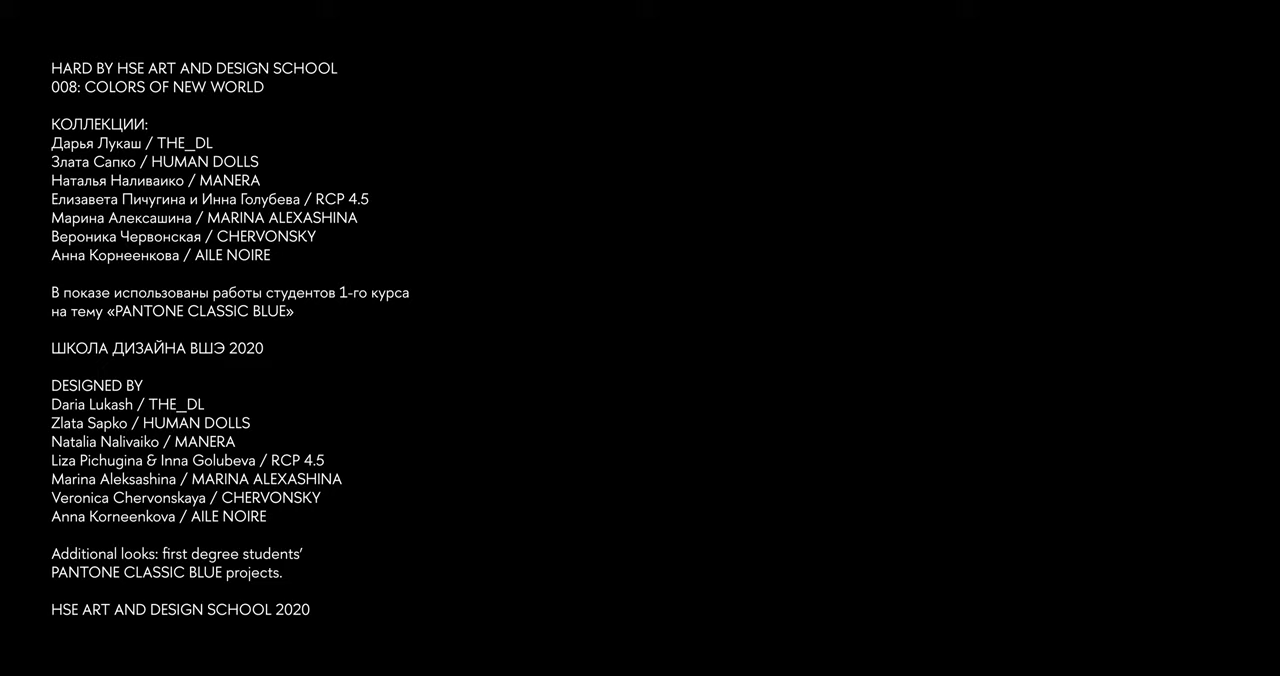 HARD BY HSE ART AND DESIGN SCHOOL
008: COLORS OF NEW WORLD
КОЛЛЕКЦИИ:
Дарья Лукаш / THE_DL
Злата Сапко / HUMAN DOLLS
Наталья Наливаико / MANERA
Елизавета Пичугина и Инна Голубева / RCP 4.5
Марина Алексашина / MARINA ALEXASHINA
Вероника Червонская / CHERVONSKY
Анна Корнеенкова / AILE NOIRE
В показе использованы работы студентов 1-го курса
на тему «PANTONE CLASSIC BLUE»
ШКОЛА ДИЗАЙНА ВШЭ 2020
DESIGNED BY
Daria Lukash / THE_DL
Zlata Sapko / HUMAN DOLLS
Natalia Nalivaiko / MANERA
Liza Pichugina & Inna Golubeva / RCP 4.5
Marina Aleksashina / MARINA ALEXASHINA
Veronica Chervonskaya / CHERVONSKY
Anna Korneenkova / AILE NOIRE
Additional looks: first degree students’
PANTONE CLASSIC BLUE projects.
HSE ART AND DESIGN SCHOOL 2020